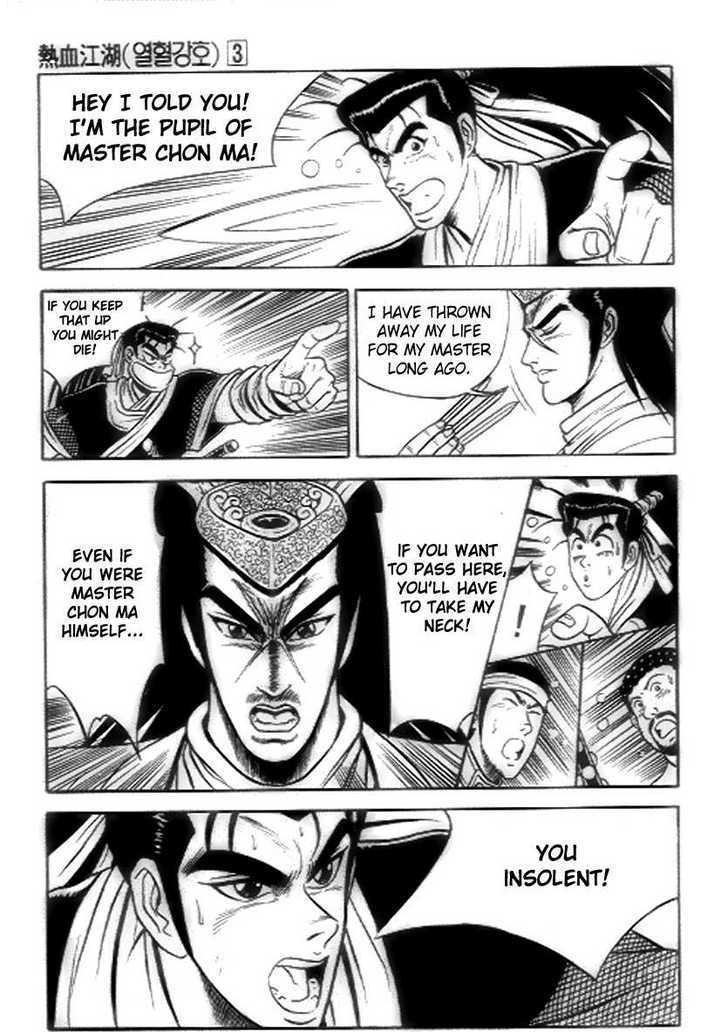 熱血江湖(열혈강호) 3
HEY I TOLD YOU!
I'M THE PUPIL OF
MASTER CHON MA!
IF YOU KEEP
THAT UP
YOU MIGHT
DIE!
I HAVE THROWN
AWAY MY LIFE
FOR MY MASTER
LONG AGO.
EVEN IF
YOU WERE
MASTER
CHON MA
HIMSELF...
IF YOU WANT
TO PASS HERE,
YOU'LL HAVE
TO TAKE MY
NECK!
!
YOU
INSOLENT!